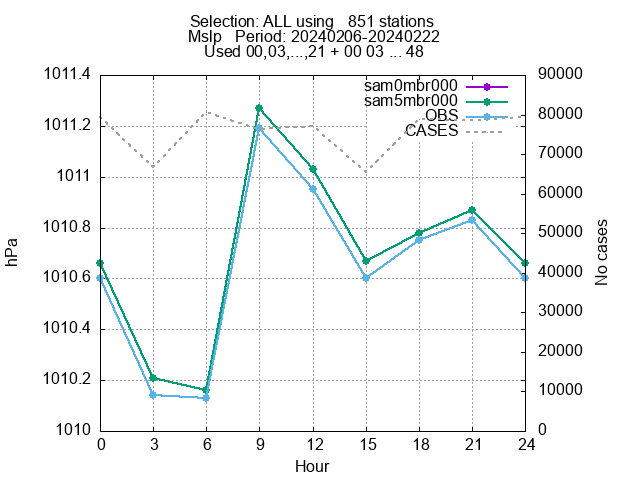 Selection: ALL using   851 stations
Mslp   Period: 20240206-20240222
Used 00,03,...,21 + 00 03 ... 48
1011.4
1011.2
1011
1010.8
1010.6
1010.4
1010.2
1010
hPa
sam0mbr000
sam5mbr000
OBS
CASES
90000
80000
70000
60000
50000
40000
30000
20000
10000
0
No cases
0 3 6 9 12 15 18 21 24
Hour